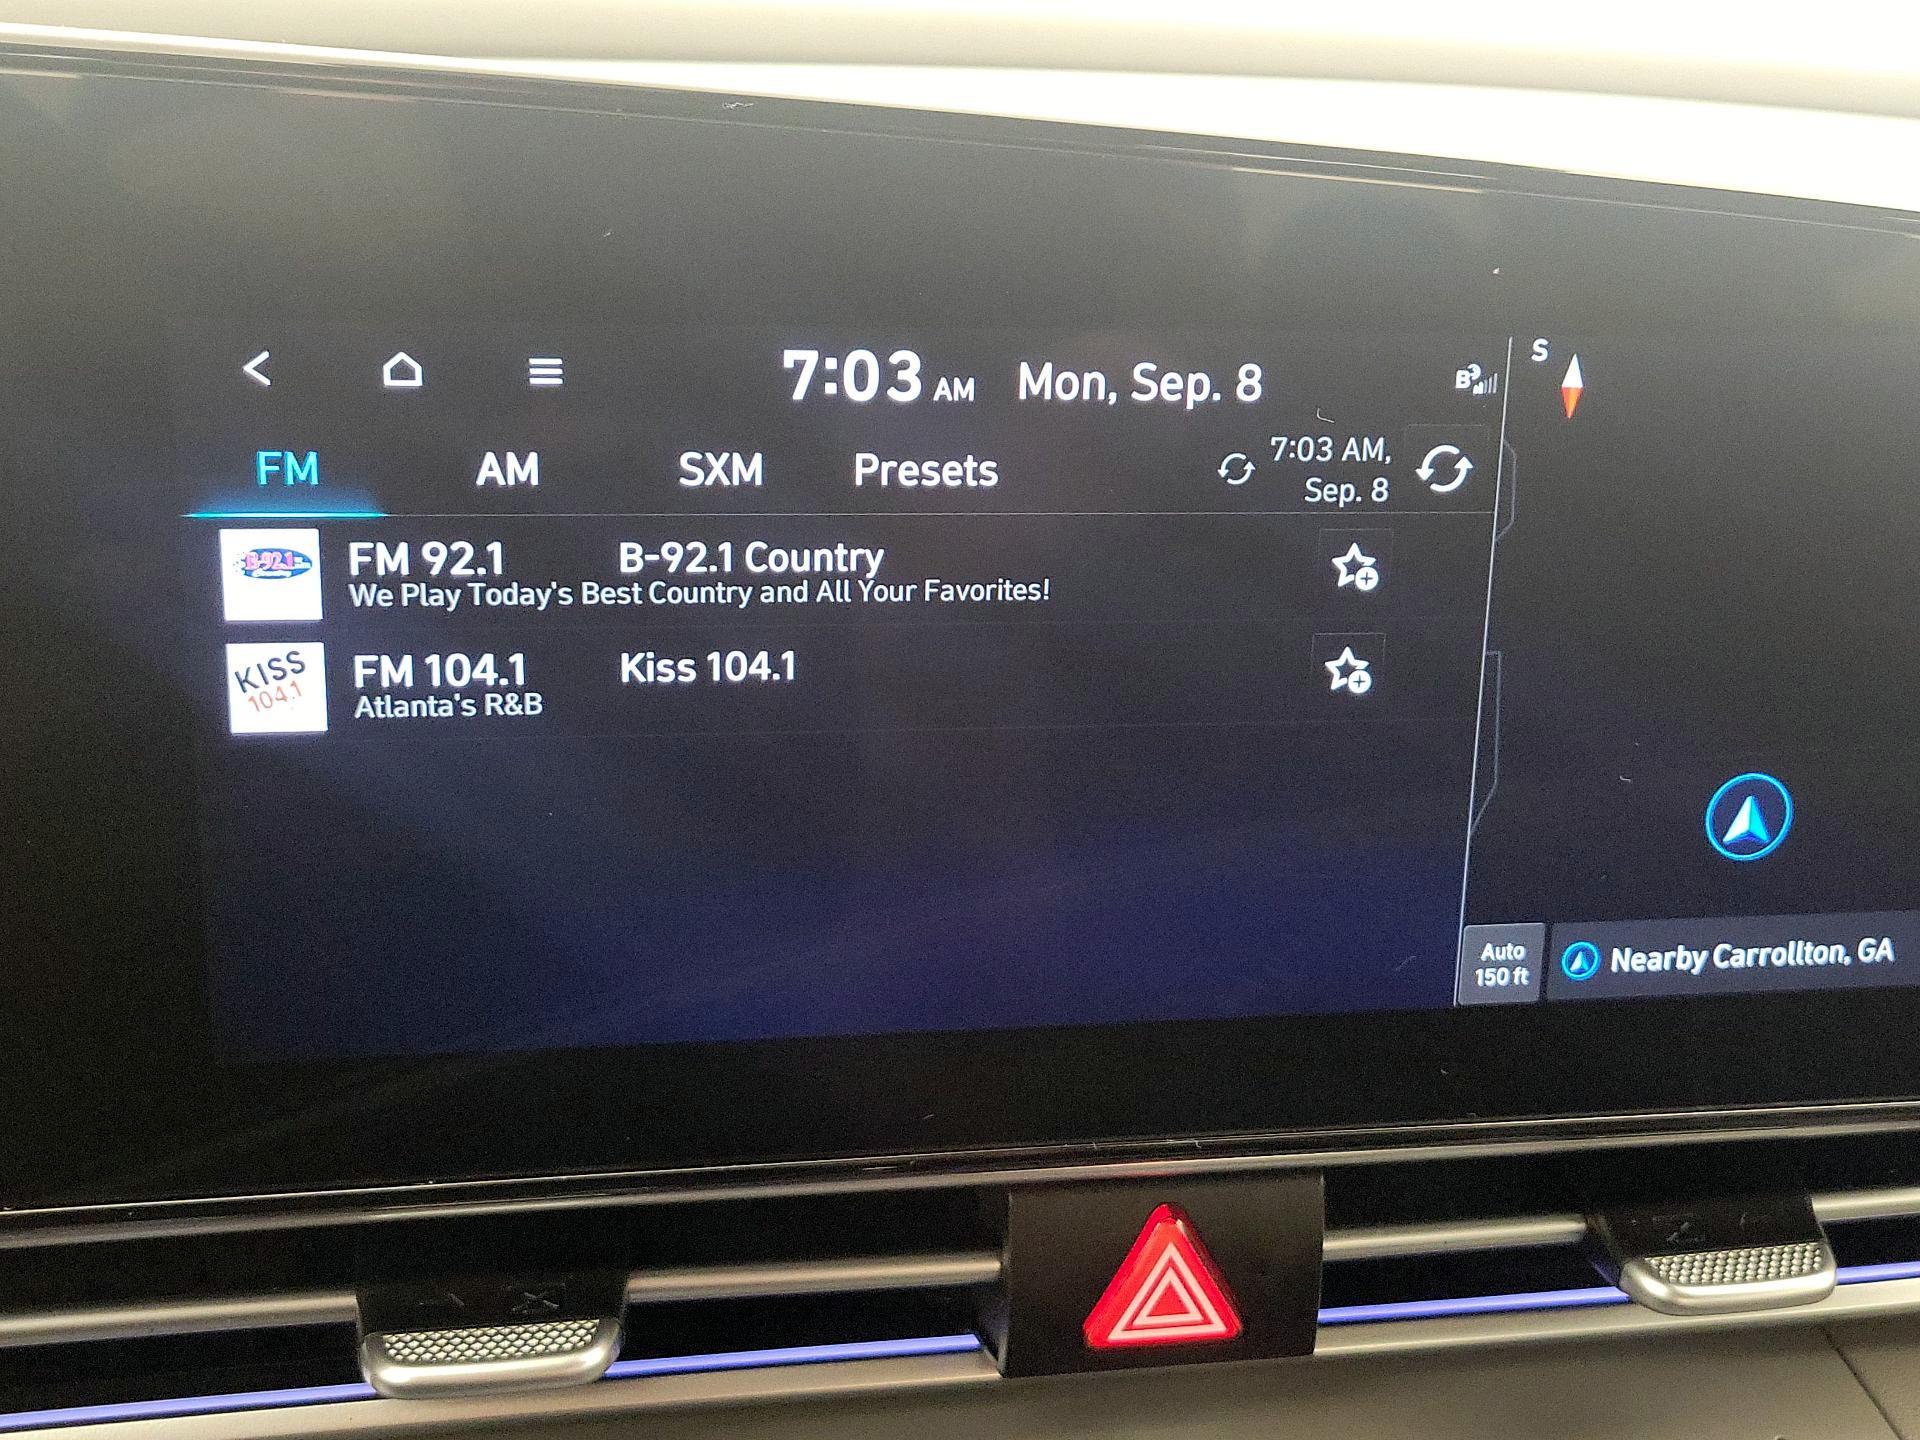 7:03 AM Mon, Sep. 8
S
FM AM SXM Presets
7:03 AM,
Sep. 8
B-92.1
FM 92.1 B-92.1 Country
We Play Today's Best Country and All Your Favorites!
KISS
104.1
FM 104.1 Kiss 104.1
Atlanta's R&B
Auto
150 ft
Nearby Carrollton, GA